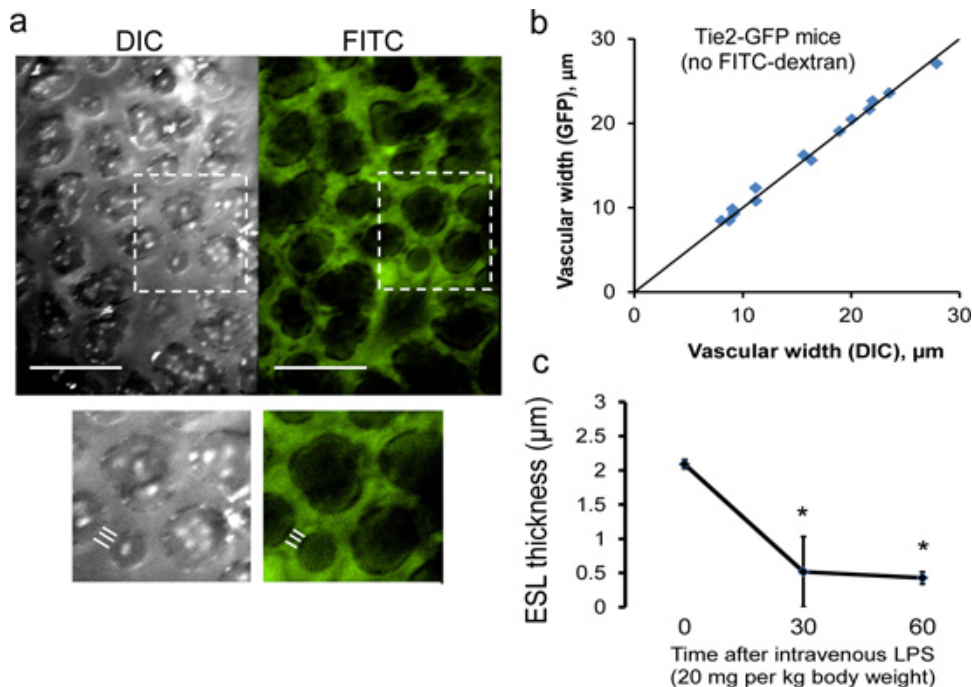 a
DIC
FITC
b
Tie2-GFP mice
(no FITC-dextran)
Vascular width (GFP), µm
30
20
10
0
0
10
20
30
Vascular width (DIC), µm
c
ESL thickness (µm)
3
2.5
2
1.5
1
0.5
0
*
*
0
30
60
Time after intravenous LPS
(20 mg per kg body weight)